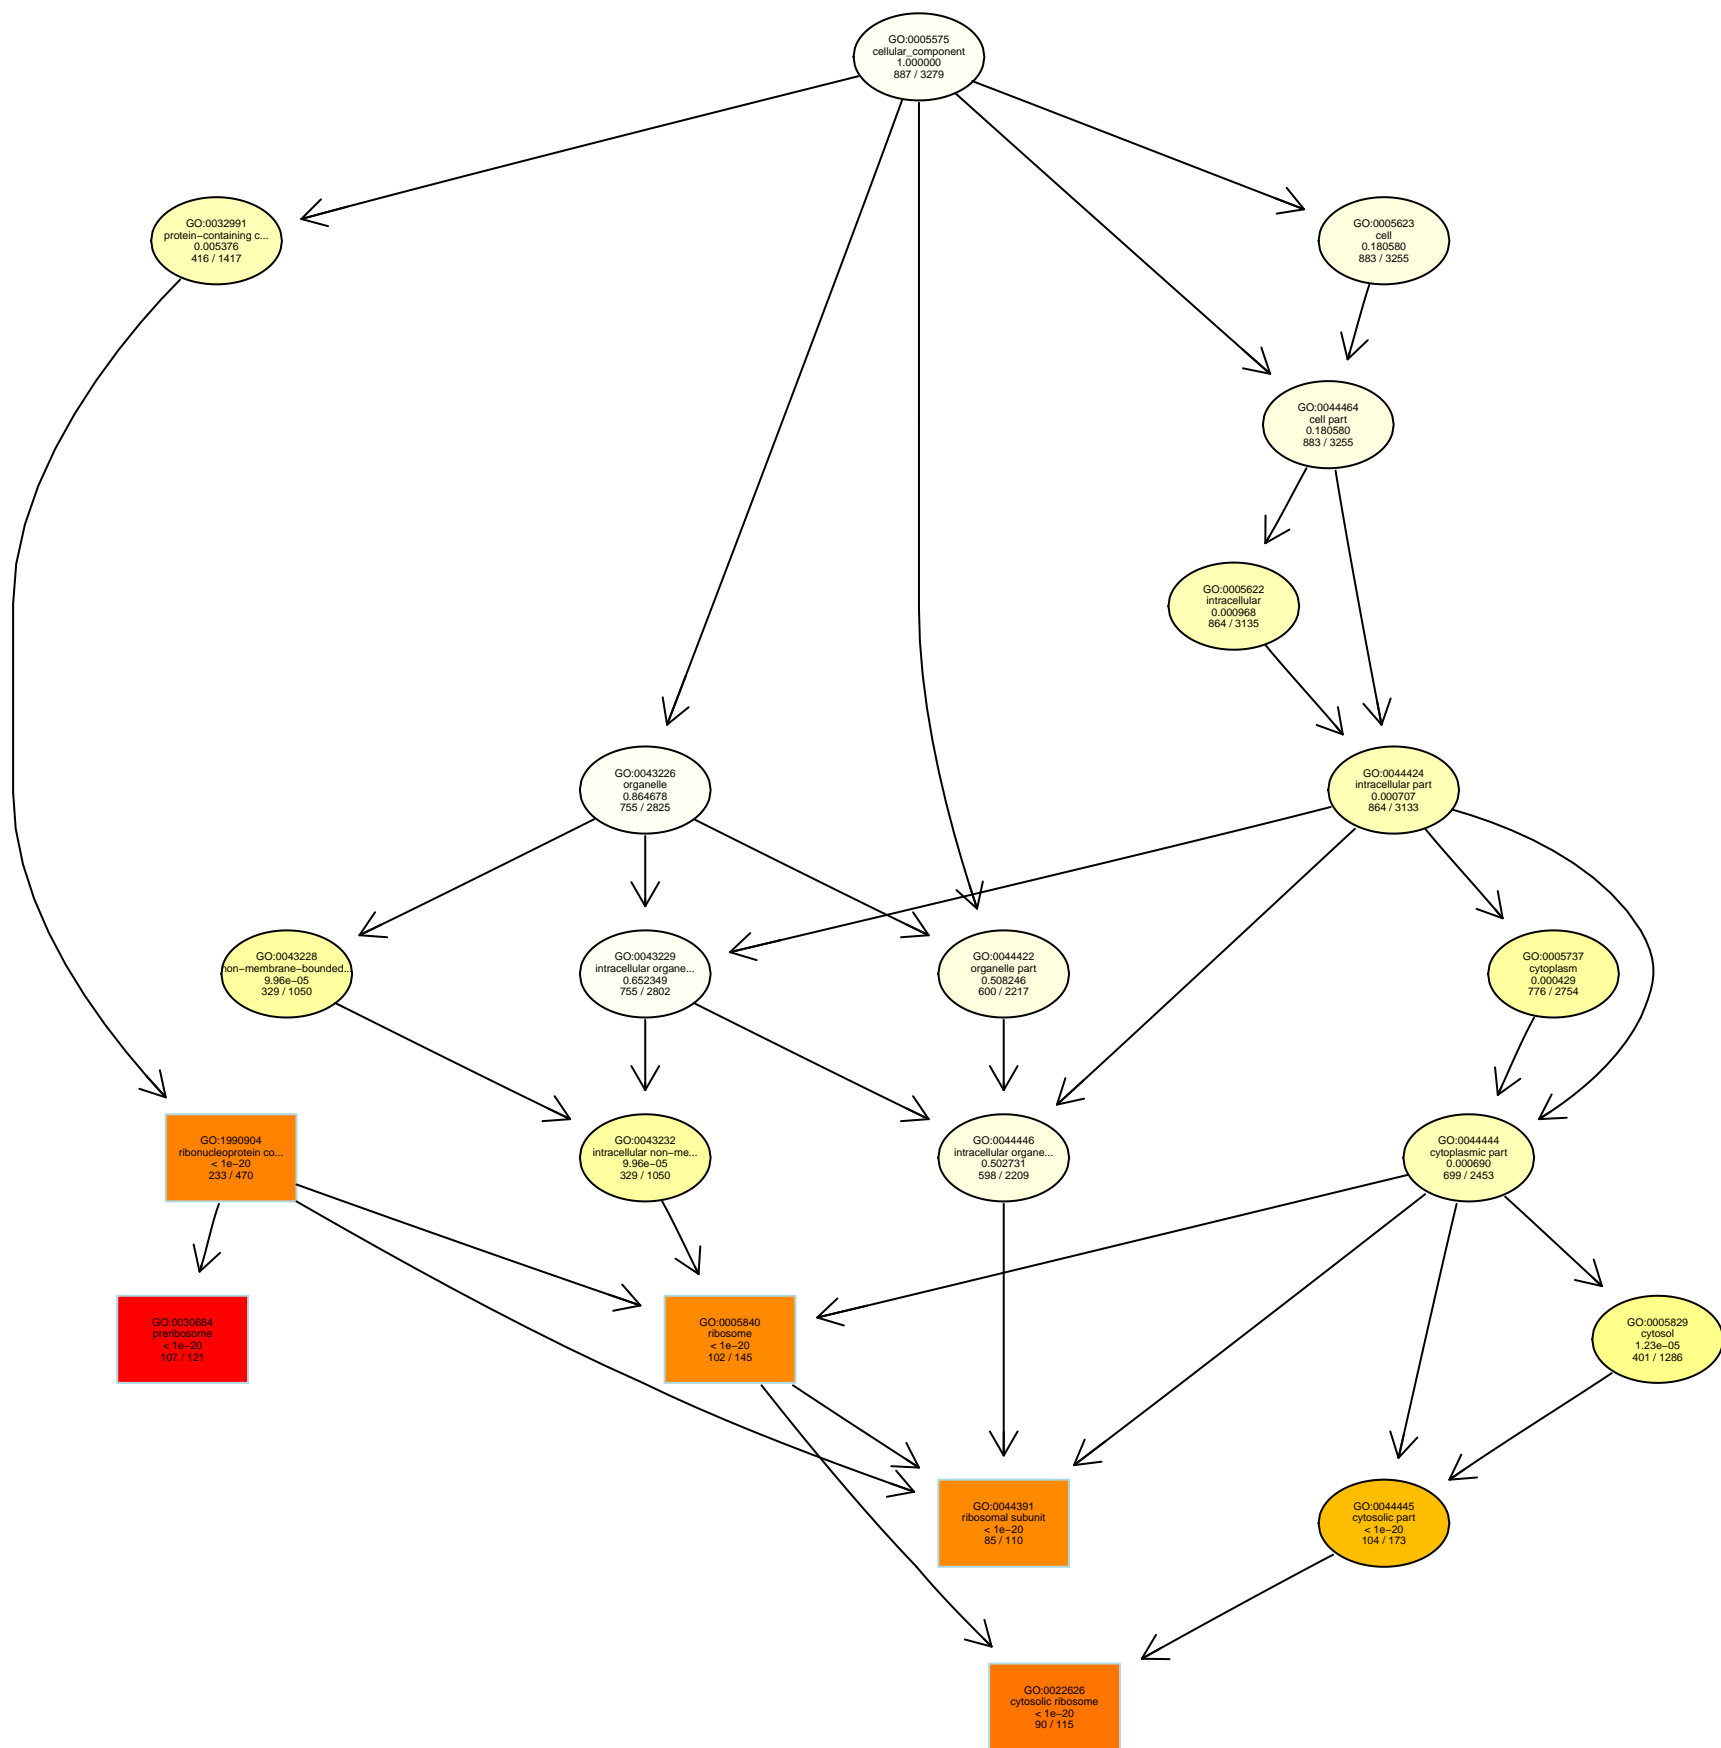 GO:0005575
cellular_component
1.000000
887 / 3279
GO:0032991
protein−containing c...
0.005376
416 / 1417
GO:0005623
cell
0.180580
883 / 3255
GO:0044464
cell part
0.180580
883 / 3255
GO:0005622
intracellular
0.000968
864 / 3135
GO:0043226
organelle
0.864678
755 / 2825
GO:0044424
intracellular part
0.000707
864 / 3133
GO:0043228
non−membrane−bounded...
9.96e−05
329 / 1050
GO:0043229
intracellular organe...
0.652349
755 / 2802
GO:0044422
organelle part
0.508246
600 / 2217
GO:0005737
cytoplasm
0.000429
776 / 2754
GO:1990904
ribonucleoprotein co...
< 1e−20
233 / 470
GO:0043232
intracellular non−me...
9.96e−05
329 / 1050
GO:0044446
intracellular organe...
0.502731
598 / 2209
GO:0044444
cytoplasmic part
0.000690
699 / 2453
GO:0030684
preribosome
< 1e−20
107 / 121
GO:0005840
ribosome
< 1e−20
102 / 145
GO:0005829
cytosol
1.23e−05
401 / 1286
GO:0044391
ribosomal subunit
< 1e−20
85 / 110
GO:0044445
cytosolic part
< 1e−20
104 / 173
GO:0022626
cytosolic ribosome
< 1e−20
90 / 115